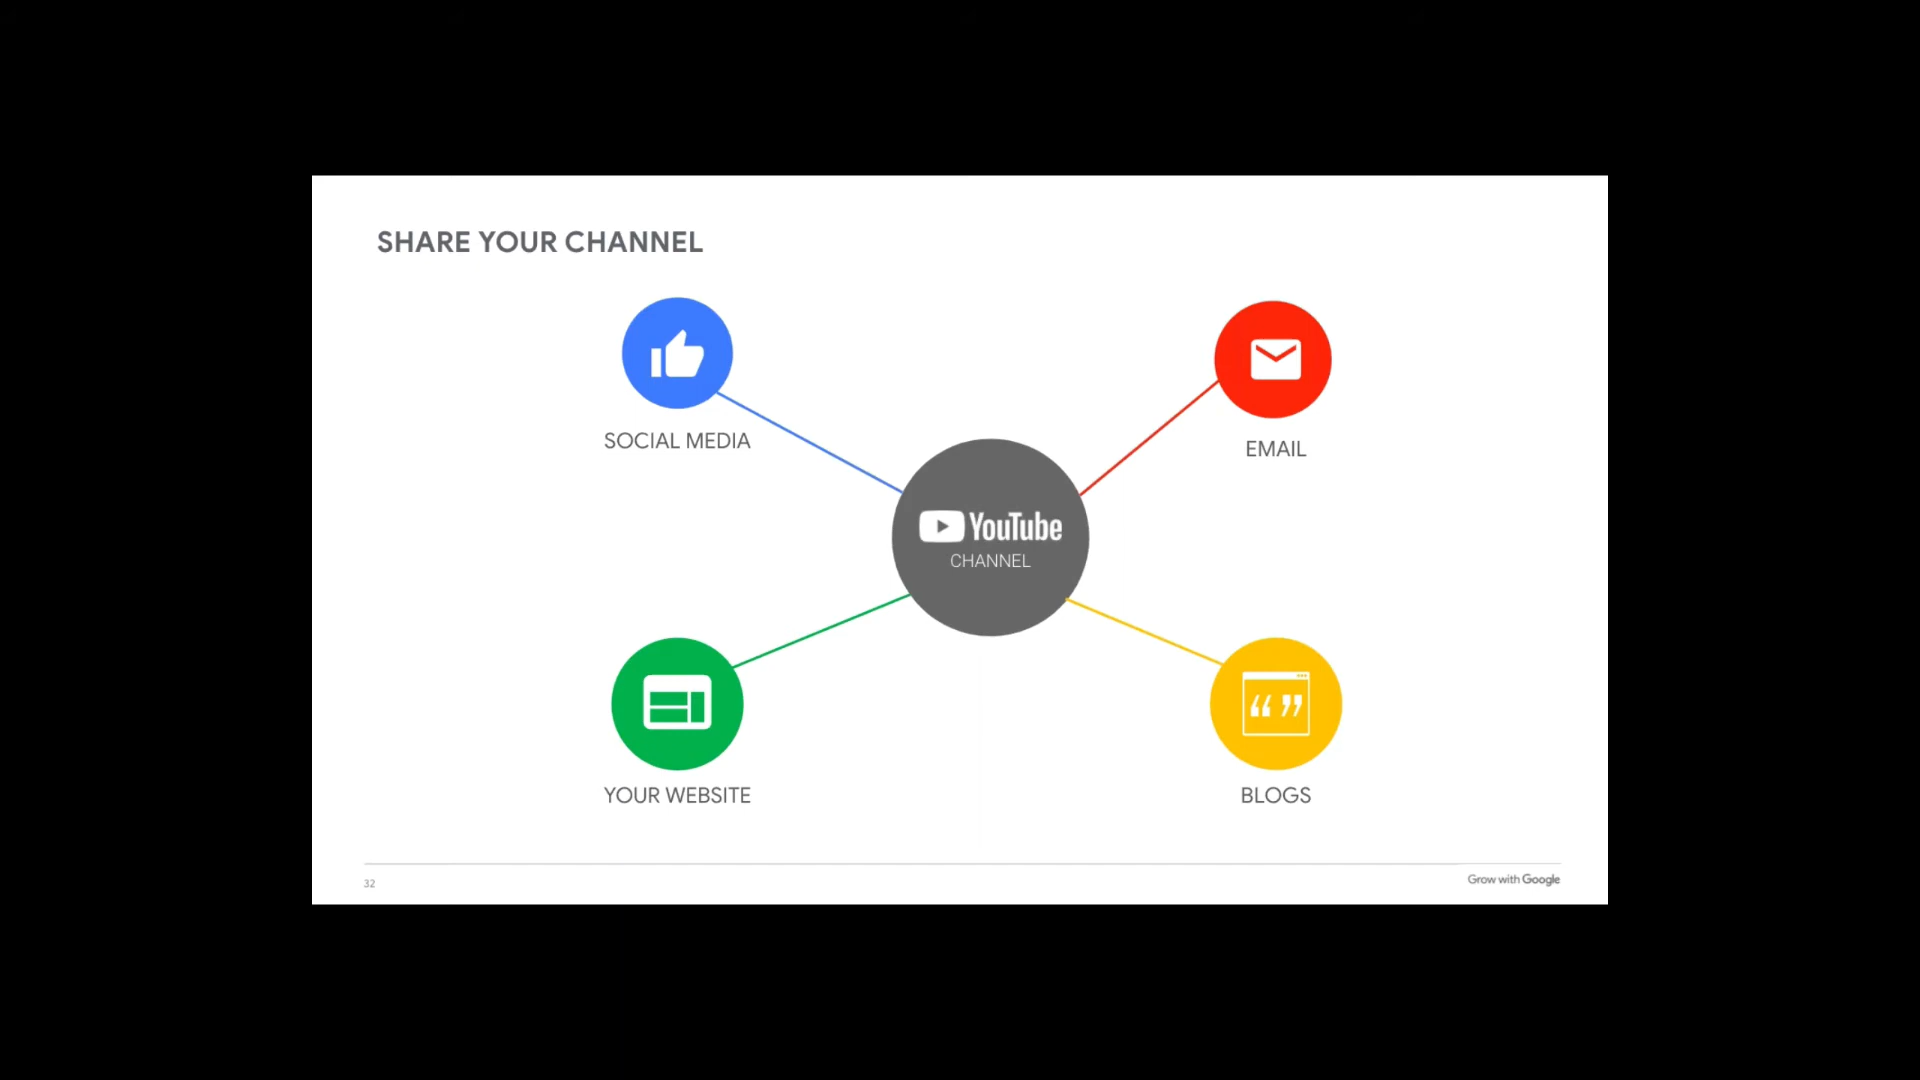 SHARE YOUR CHANNEL
SOCIAL MEDIA
EMAIL
YouTube
CHANNEL
YOUR WEBSITE
“ ”
BLOGS
32
Grow with Google